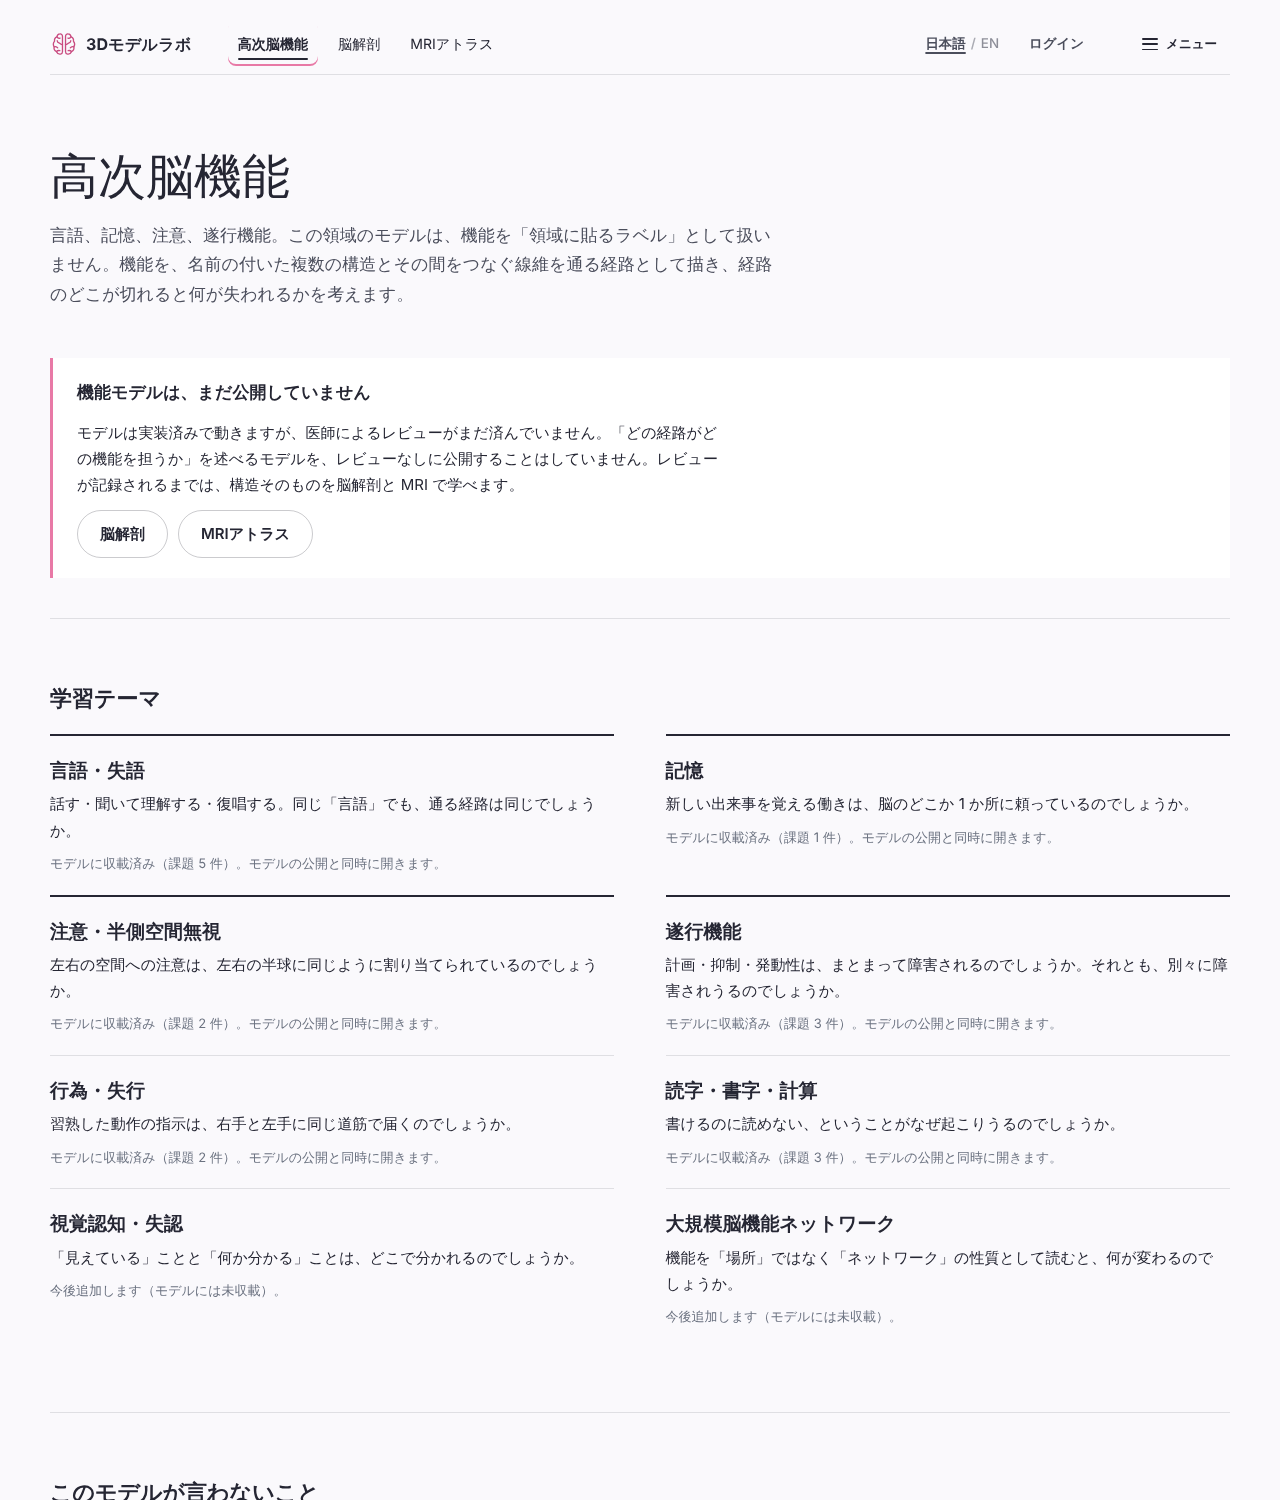 3Dモデルラボ
高次脳機能
脳解剖
MRIアトラス
日本語 / EN
ログイン
メニュー
高次脳機能
言語、記憶、注意、遂行機能。この領域のモデルは、機能を「領域に貼るラベル」として扱い
ません。機能を、名前の付いた複数の構造とその間をつなぐ線維を通る経路として描き、経路
のどこが切れると何が失われるかを考えます。
機能モデルは、まだ公開していません
モデルは実装済みで動きますが、医師によるレビューがまだ済んでいません。「どの経路がど
の機能を担うか」を述べるモデルを、レビューなしに公開することはしていません。レビュー
が記録されるまでは、構造そのものを脳解剖と MRI で学べます。
脳解剖
MRIアトラス
学習テーマ
言語・失語
話す・聞いて理解する・復唱する。同じ「言語」でも、通る経路は同じでしょう
か。
モデルに収載済み（課題 5 件）。モデルの公開と同時に開きます。
記憶
新しい出来事を覚える働きは、脳のどこか 1 か所に頼っているのでしょうか。
モデルに収載済み（課題 1 件）。モデルの公開と同時に開きます。
注意・半側空間無視
左右の空間への注意は、左右の半球に同じように割り当てられているのでしょう
か。
モデルに収載済み（課題 2 件）。モデルの公開と同時に開きます。
遂行機能
計画・抑制・発動性は、まとまって障害されるのでしょうか。それとも、別々に障
害されうるのでしょうか。
モデルに収載済み（課題 3 件）。モデルの公開と同時に開きます。
行為・失行
習熟した動作の指示は、右手と左手に同じ道筋で届くのでしょうか。
モデルに収載済み（課題 2 件）。モデルの公開と同時に開きます。
読字・書字・計算
書けるのに読めない、ということがなぜ起こりうるのでしょうか。
モデルに収載済み（課題 3 件）。モデルの公開と同時に開きます。
視覚認知・失認
「見えている」ことと「何か分かる」ことは、どこで分かれるのでしょうか。
今後追加します（モデルには未収載）。
大規模脳機能ネットワーク
機能を「場所」ではなく「ネットワーク」の性質として読むと、何が変わるので
しょうか。
今後追加します（モデルには未収載）。
このモデルが言わないこと